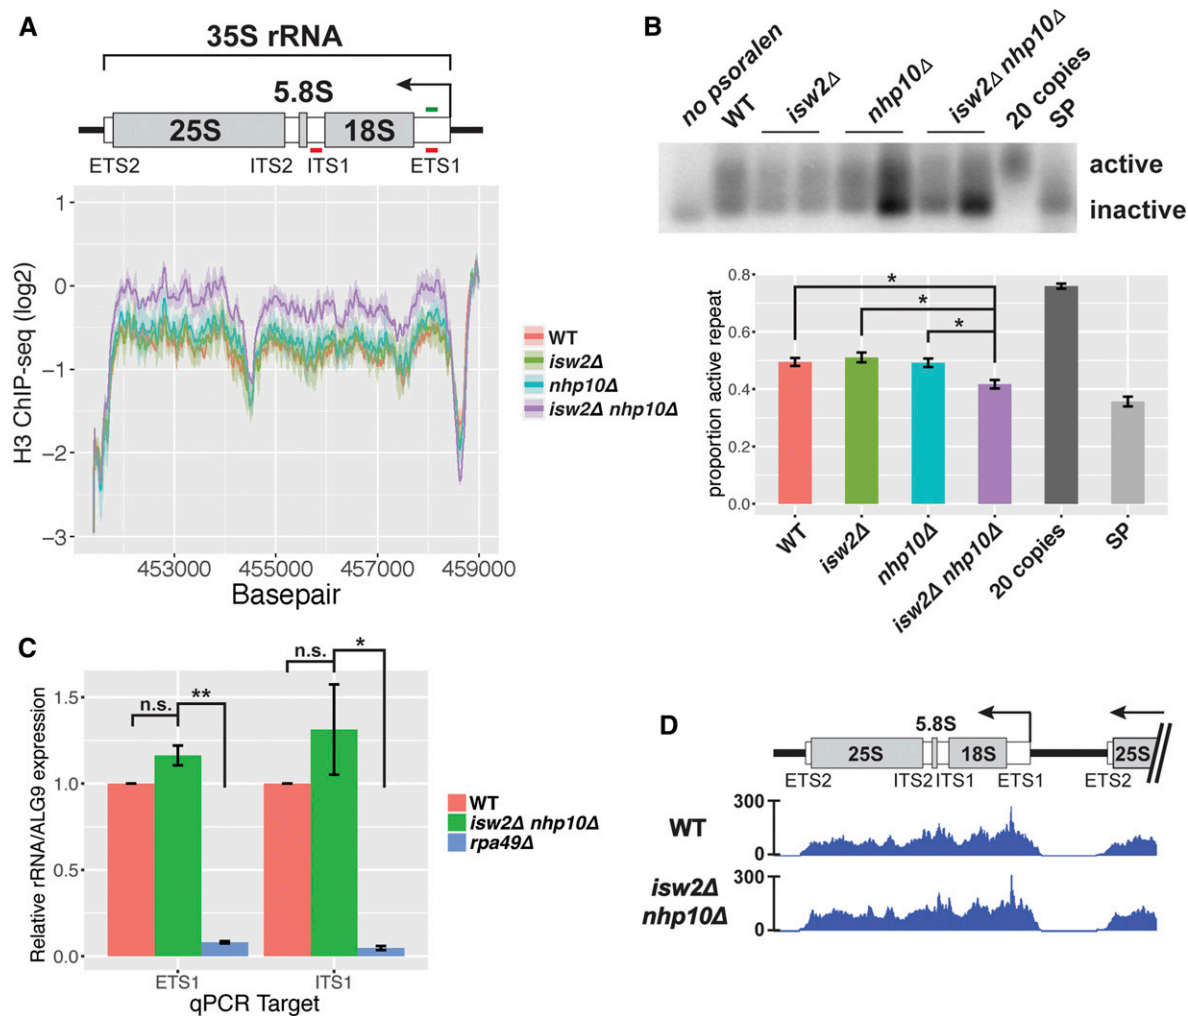 A
35S rRNA
5.8S
25S
18S
ETS2
ITS2
ITS1
ETS1
H3 ChIP-seq (log2)
1
0
−1
−2
−3
453000
455000
457000
459000
Basepair
WT
isw2Δ
nhp10Δ
isw2Δ nhp10Δ
B
no psoralen
WT
isw2Δ
nhp10Δ
isw2Δ nhp10Δ
20 copies
SP
active
inactive
proportion active repeat
0.8
0.6
0.4
0.2
0.0
*
*
*
WT
isw2Δ
nhp10Δ
isw2Δ nhp10Δ
20 copies
SP
C
Relative rRNA/ALG9 expression
1.5
1.0
0.5
0.0
n.s.
**
n.s.
*
ETS1
ITS1
qPCR Target
WT
isw2Δ nhp10Δ
rpa49Δ
D
5.8S
25S
18S
25S
ETS2
ITS2
ITS1
ETS1
ETS2
WT
300
0
isw2Δ
nhp10Δ
300
0